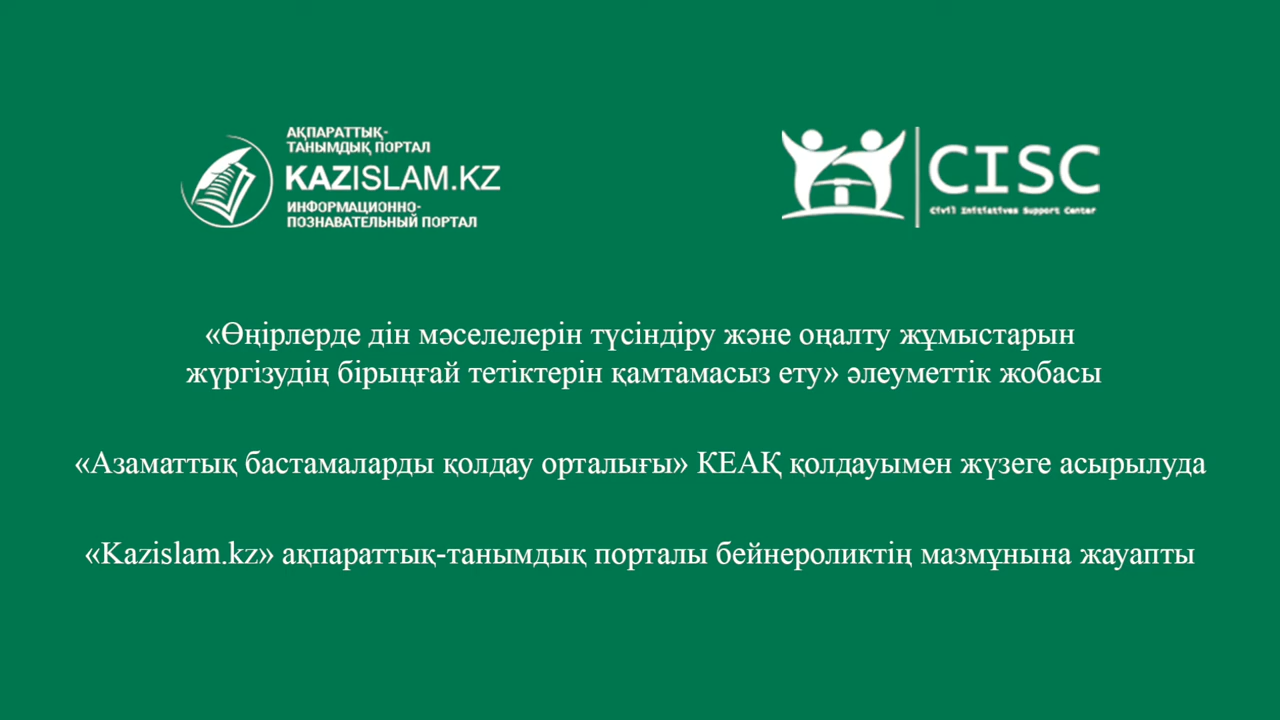 АҚПАРАТТЫҚ-
ТАНЫМДЫҚ ПОРТАЛ
KAZISLAM.KZ
ИНФОРМАЦИОННО-
ПОЗНАВАТЕЛЬНЫЙ ПОРТАЛ
CISC
Civil Initiatives Support Center
«Өңірлерде дін мәселелерін түсіндіру және оңалту жұмыстарын
жүргізудің бірыңғай тетіктерін қамтамасыз ету» әлеуметтік жобасы
«Азаматтық бастамаларды қолдау орталығы» КЕАҚ қолдауымен жүзеге асырылуда
«Kazislam.kz» ақпараттық-танымдық порталы бейнероликтің мазмұнына жауапты